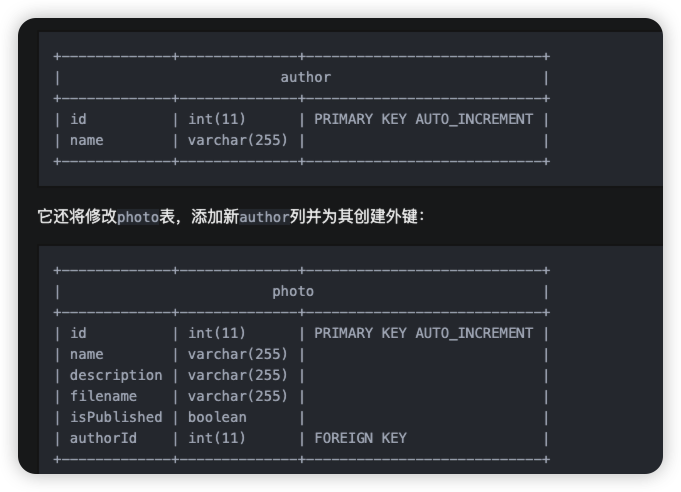 +-------------+--------------+----------------------------+
|                          author                         |
+-------------+--------------+----------------------------+
| id          | int(11)      | PRIMARY KEY AUTO_INCREMENT |
| name        | varchar(255) |                            |
+-------------+--------------+----------------------------+
它还将修改photo表，添加新author列并为其创建外键：
+-------------+--------------+----------------------------+
|                         photo                           |
+-------------+--------------+----------------------------+
| id          | int(11)      | PRIMARY KEY AUTO_INCREMENT |
| name        | varchar(255) |                            |
| description | varchar(255) |                            |
| filename    | varchar(255) |                            |
| isPublished | boolean      |                            |
| authorId    | int(11)      | FOREIGN KEY                |
+-------------+--------------+----------------------------+